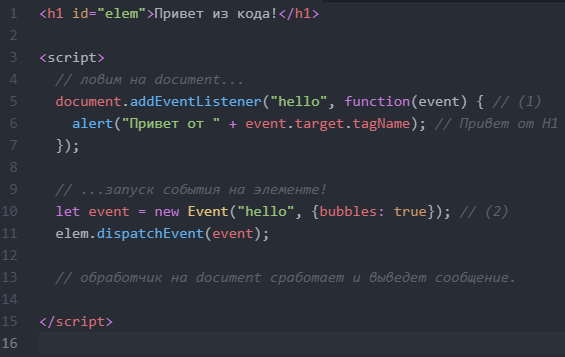 1 <h1 id="elem">Привет из кода!</h1>
2
3 <script>
4 // ловим на document...
5 document.addEventListener("hello", function(event) { // (1)
6 alert("Привет от " + event.target.tagName); // Привет от H1
7 });
8
9 // ...запуск события на элементе!
10 let event = new Event("hello", {bubbles: true}); // (2)
11 elem.dispatchEvent(event);
12
13 // обработчик на document сработает и выведет сообщение.
14
15 </script>
16